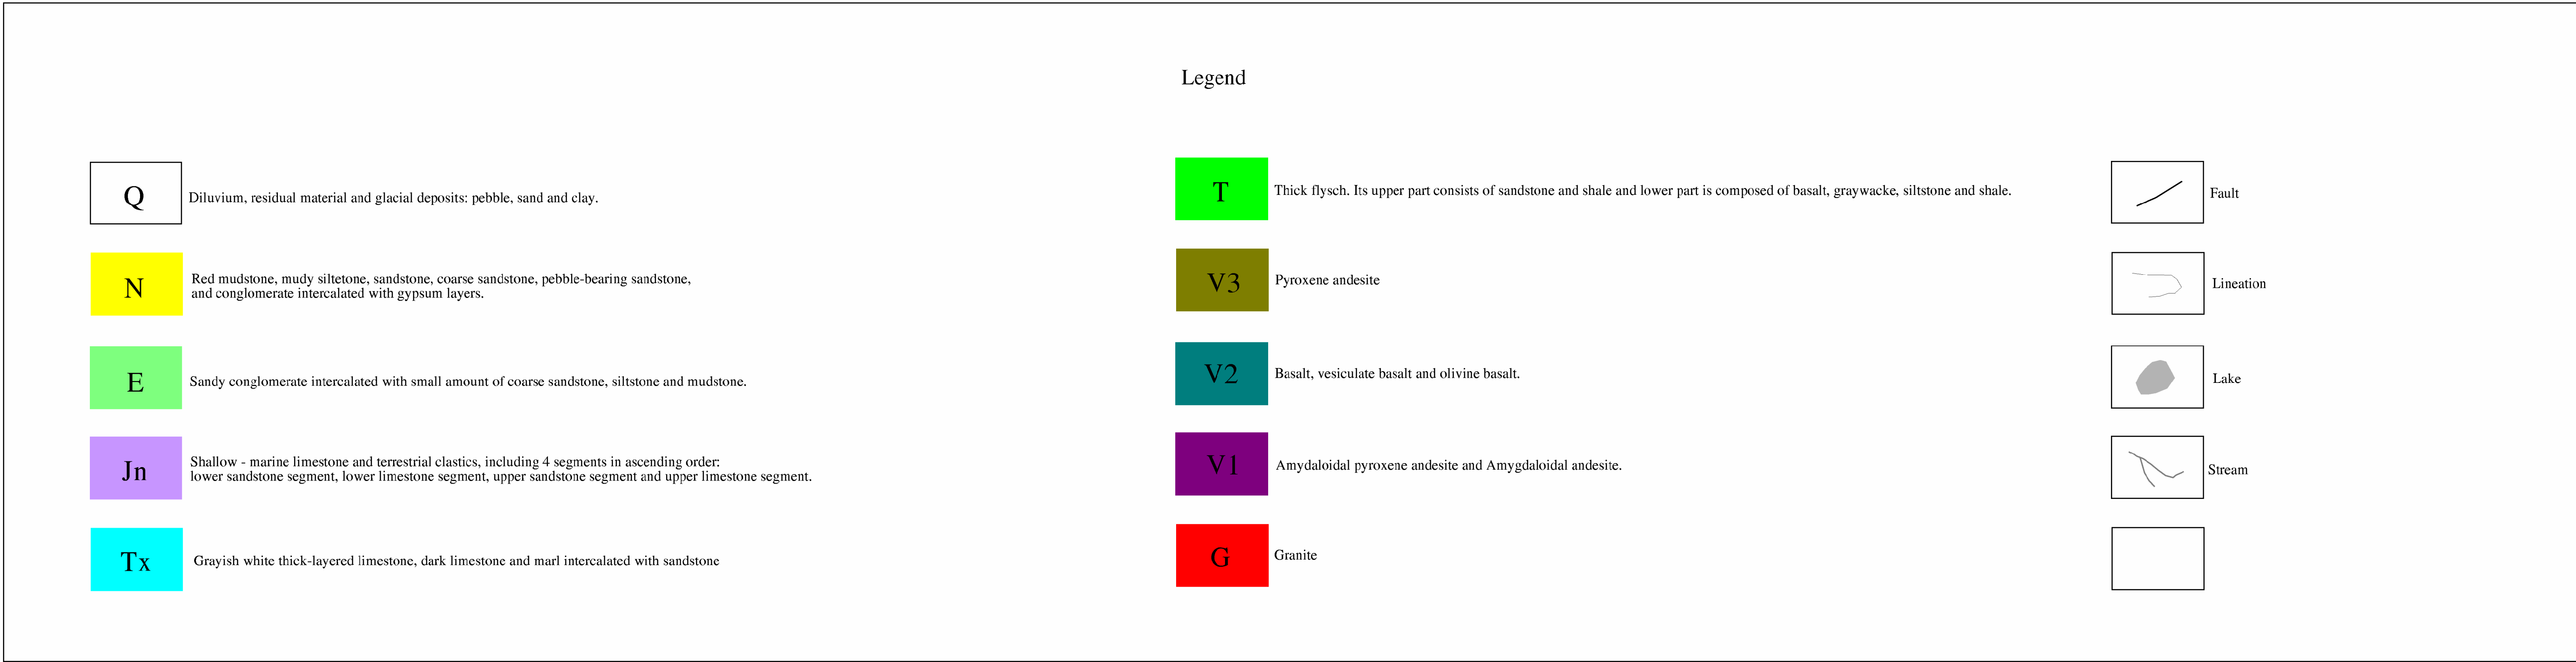 Legend
Q
Diluvium, residual material and glacial deposits: pebble, sand and clay.
N
Red mudstone, mudy siltetone, sandstone, coarse sandstone, pebble-bearing sandstone,
and conglomerate intercalated with gypsum layers.
E
Sandy conglomerate intercalated with small amount of coarse sandstone, siltstone and mudstone.
Jn
Shallow - marine limestone and terrestrial clastics, including 4 segments in ascending order:
lower sandstone segment, lower limestone segment, upper sandstone segment and upper limestone segment.
Tx
Grayish white thick-layered limestone, dark limestone and marl intercalated with sandstone
T
Thick flysch. Its upper part consists of sandstone and shale and lower part is composed of basalt, graywacke, siltstone and shale.
V3
Pyroxene andesite
V2
Basalt, vesiculate basalt and olivine basalt.
V1
Amydaloidal pyroxene andesite and Amygdaloidal andesite.
G
Granite
Fault
Lineation
Lake
Stream